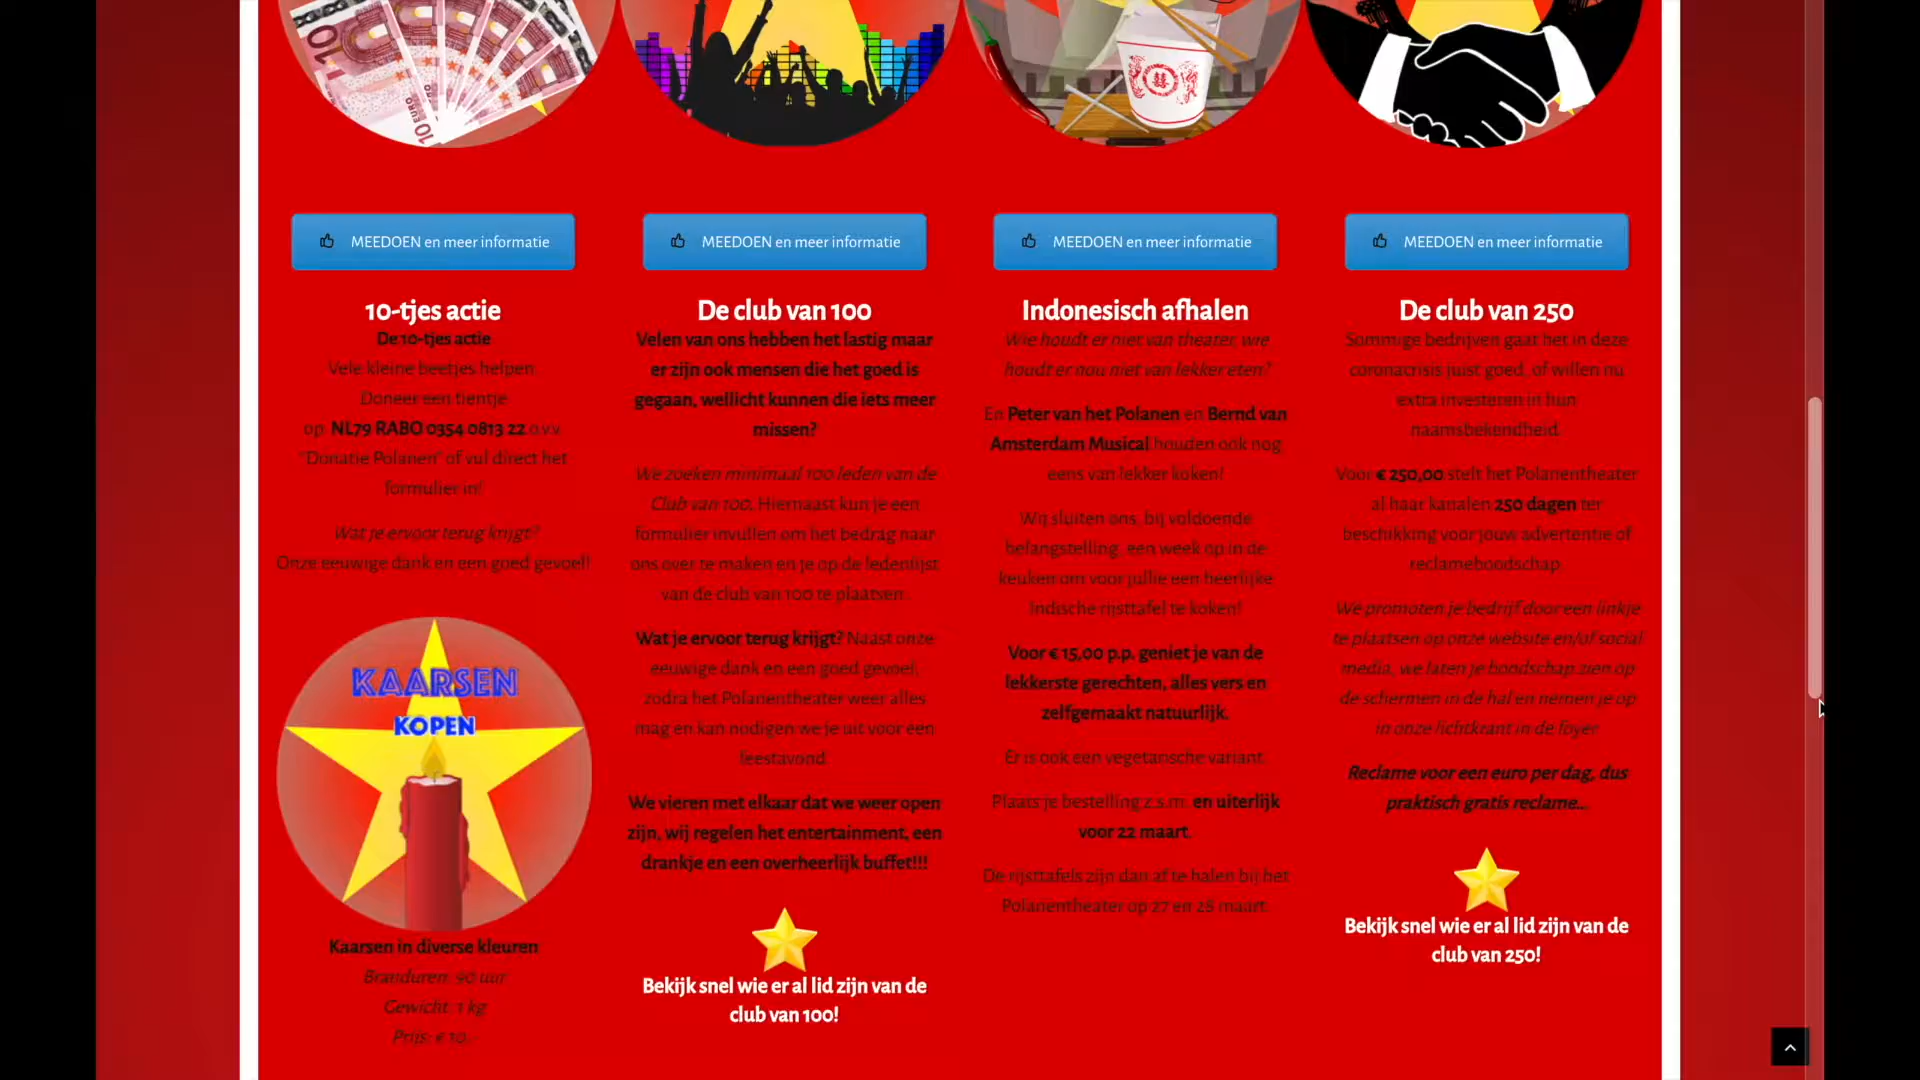 10
10 EURO
MEEDOEN en meer informatie
10-tjes actie
De 10-tjes actie
Vele kleine beetjes helpen.
Doneer een tientje
op NL79 RABO 0354 0813 22 o.v.v.
"Donatie Polanen" of vul direct het
formulier in!
Wat je ervoor terug krijgt?
Onze eeuwige dank en een goed gevoel!
KAARSEN
KOPEN
Kaarsen in diverse kleuren
Branduren: 90 uur
Gewicht: 1 kg
Prijs: € 10,-
MEEDOEN en meer informatie
De club van 100
Velen van ons hebben het lastig maar
er zijn ook mensen die het goed is
gegaan, wellicht kunnen die iets meer
missen?
We zoeken minimaal 100 leden van de
Club van 100. Hiernaast kun je een
formulier invullen om het bedrag naar
ons over te maken en je op de ledenlijst
van de club van 100 te plaatsen.
Wat je ervoor terug krijgt? Naast onze
eeuwige dank en een goed gevoel,
zodra het Polanentheater weer alles
mag en kan nodigen we je uit voor een
feestavond.
We vieren met elkaar dat we weer open
zijn, wij regelen het entertainment, een
drankje en een overheerlijk buffet!!!
Bekijk snel wie er al lid zijn van de
club van 100!
MEEDOEN en meer informatie
Indonesisch afhalen
Wie houdt er niet van theater, wie
houdt er nou niet van lekker eten?
En Peter van het Polanen en Bernd van
Amsterdam Musical houden ook nog
eens van lekker koken!
Wij sluiten ons, bij voldoende
belangstelling, een week op in de
keuken om voor jullie een heerlijke
Indische rijsttafel te koken!
Voor € 15,00 p.p. geniet je van de
lekkerste gerechten, alles vers en
zelfgemaakt natuurlijk.
Er is ook een vegetarische variant.
Plaats je bestelling z.s.m. en uiterlijk
voor 22 maart.
De rijsttafels zijn dan af te halen bij het
Polanentheater op 27 en 28 maart.
MEEDOEN en meer informatie
De club van 250
Sommige bedrijven gaat het in deze
coronacrisis juist goed, of willen nu
extra investeren in hun
naamsbekendheid.
Voor € 250,00 stelt het Polanentheater
al haar kanalen 250 dagen ter
beschikking voor jouw advertentie of
reclameboodschap.
We promoten je bedrijf door een linkje
te plaatsen op onze website en/of social
media, we laten je boodschap zien op
de schermen in de hal en nemen je op
in onze lichtkrant in de foyer.
Reclame voor een euro per dag, dus
praktisch gratis reclame...
Bekijk snel wie er al lid zijn van de
club van 250!